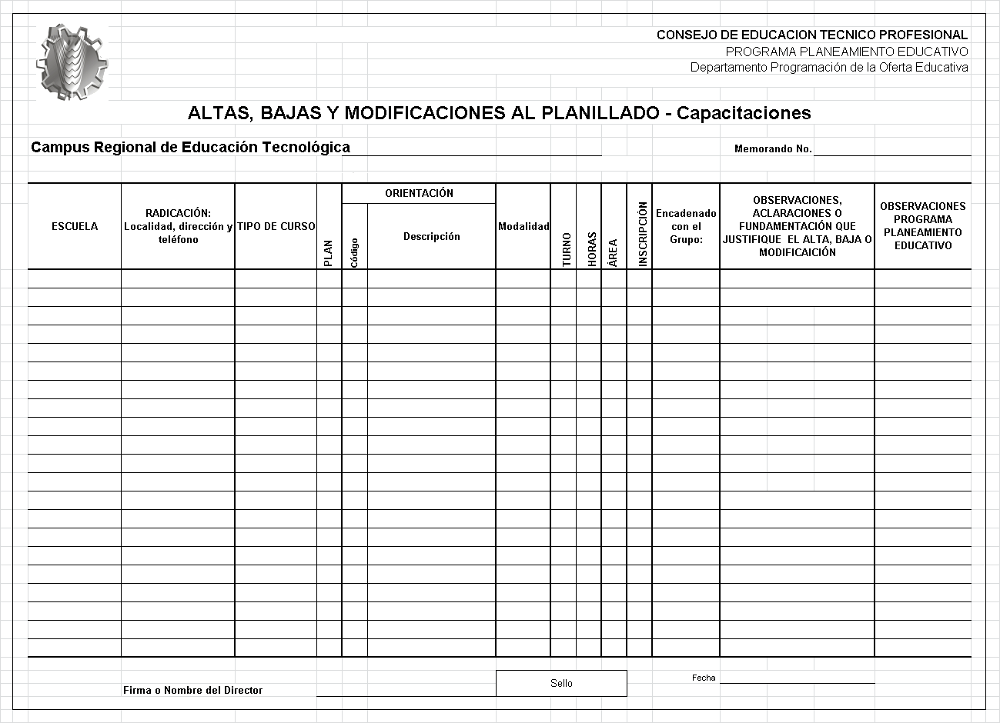 CONSEJO DE EDUCACION TECNICO PROFESIONAL
PROGRAMA PLANEAMIENTO EDUCATIVO
Departamento Programación de la Oferta Educativa
ALTAS, BAJAS Y MODIFICACIONES AL PLANILLADO - Capacitaciones
Campus Regional de Educación Tecnológica
Memorando No.
ESCUELA
RADICACIÓN:
Localidad, dirección y
teléfono
TIPO DE CURSO
PLAN
ORIENTACIÓN
Código
Descripción
Modalidad
TURNO
HORAS
ÁREA
INSCRIPCIÓN
Encadenado
con el
Grupo:
OBSERVACIONES,
ACLARACIONES O
FUNDAMENTACIÓN QUE
JUSTIFIQUE EL ALTA, BAJA O
MODIFICAICIÓN
OBSERVACIONES
PROGRAMA
PLANEAMIENTO
EDUCATIVO
Firma o Nombre del Director
Sello
Fecha